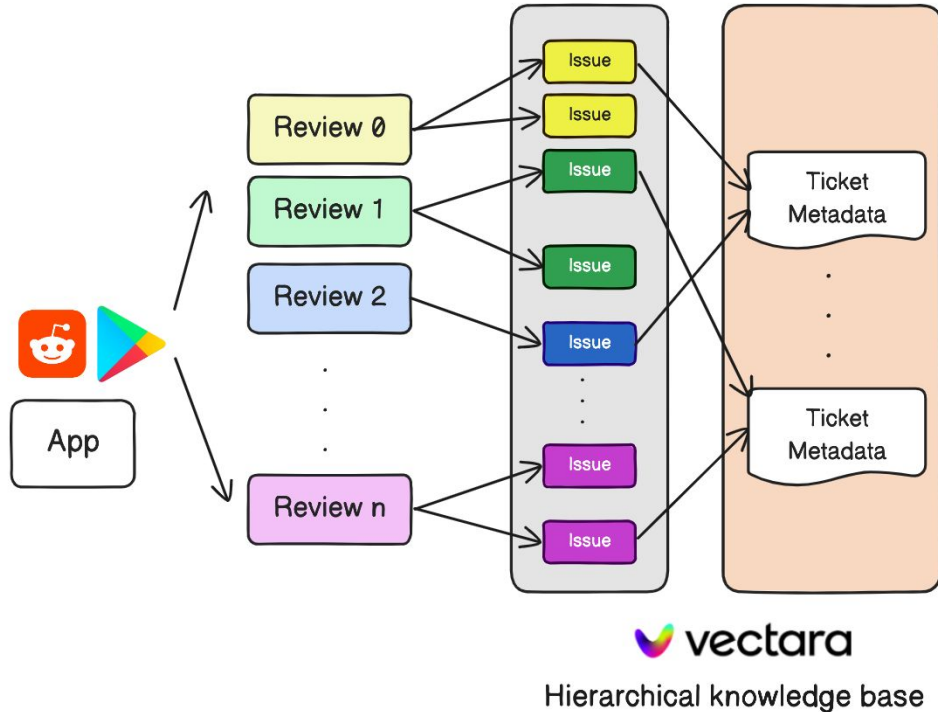 Issue
Review 0
Issue
Issue
Review 1
Ticket
Metadata
Issue
Review 2
Issue
App
Ticket
Metadata
Issue
Review n
Issue
vectara
Hierarchical knowledge base